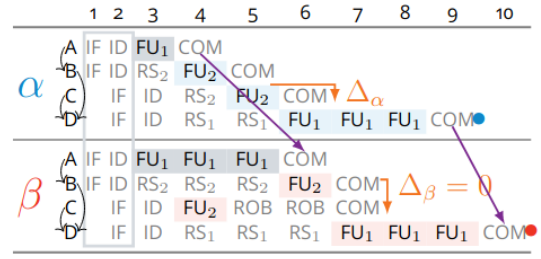 1 2 3 4 5 6 7 8 9 10
A IF ID FU₁ COM
α B IF ID RS₂ FU₂ COM
C IF ID RS₂ FU₂ COM Δα
D IF ID RS₁ RS₁ FU₁ FU₁ FU₁ COM
A IF ID FU₁ FU₁ FU₁ COM
β B IF ID RS₂ RS₂ RS₂ FU₂ COM Δβ = 0
C IF ID FU₂ ROB ROB COM
D IF ID RS₁ RS₁ RS₁ FU₁ FU₁ FU₁ COM